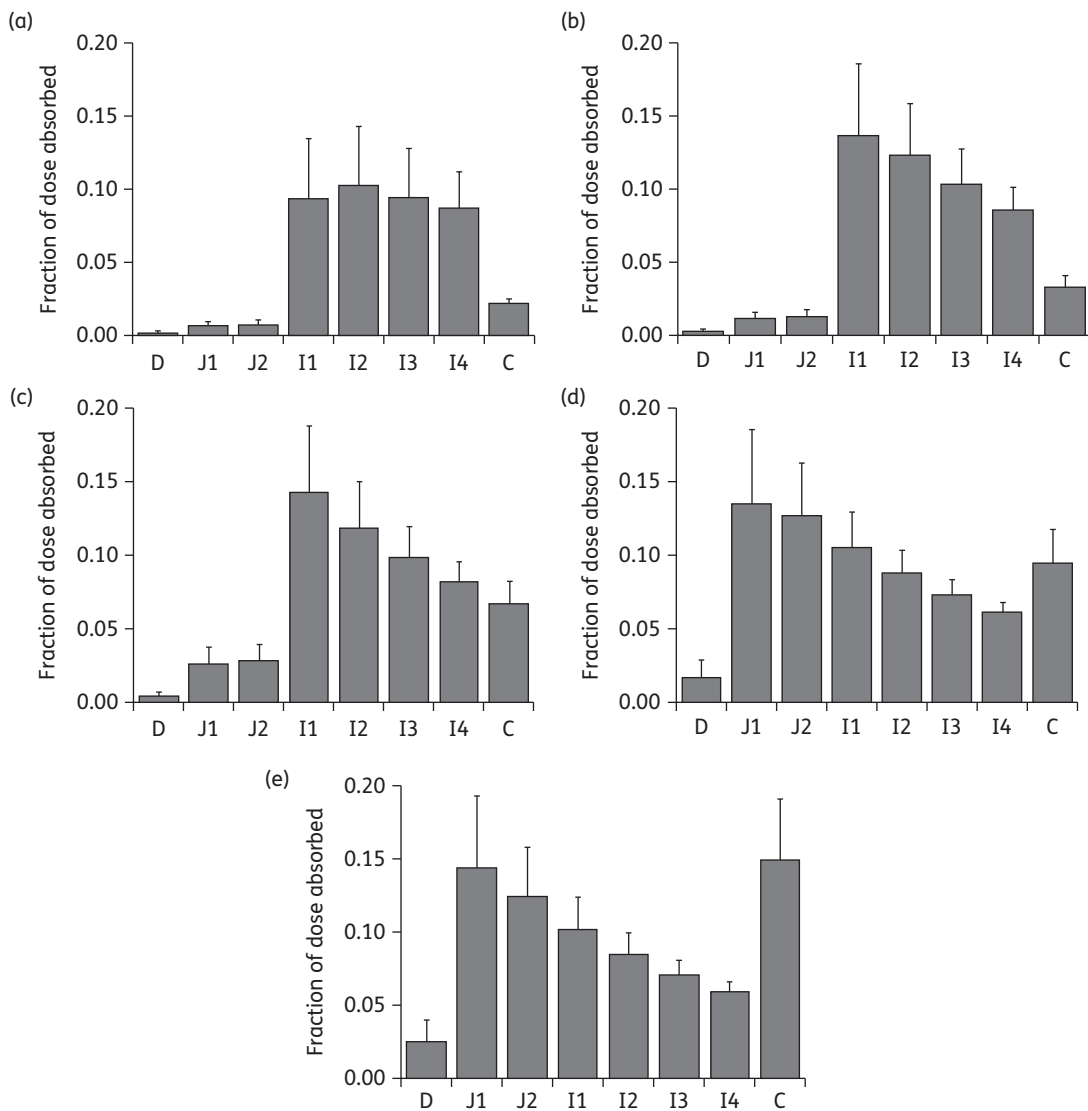 (a)
Fraction of dose absorbed
0.20
0.15
0.10
0.05
0.00
D J1 J2 I1 I2 I3 I4 C
(b)
Fraction of dose absorbed
0.20
0.15
0.10
0.05
0.00
D J1 J2 I1 I2 I3 I4 C
(c)
Fraction of dose absorbed
0.20
0.15
0.10
0.05
0.00
D J1 J2 I1 I2 I3 I4 C
(d)
Fraction of dose absorbed
0.20
0.15
0.10
0.05
0.00
D J1 J2 I1 I2 I3 I4 C
(e)
Fraction of dose absorbed
0.20
0.15
0.10
0.05
0.00
D J1 J2 I1 I2 I3 I4 C